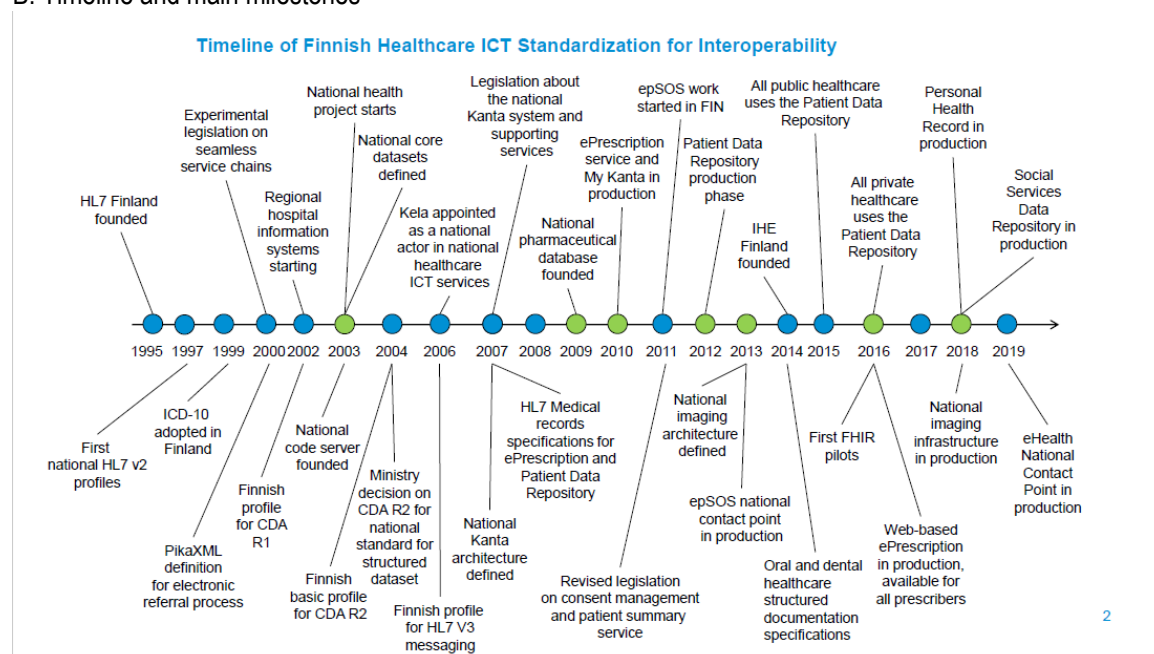 B. Timeline and main milestones
Timeline of Finnish Healthcare ICT Standardization for Interoperability
HL7 Finland
founded
Experimental
legislation on
seamless
service chains
Regional
hospital
information
systems
starting
National health
project starts
National core
datasets
defined
Kela appointed
as a national
actor in national
healthcare
ICT services
Legislation about
the national
Kanta system and
supporting
services
National
pharmaceutical
database
founded
ePrescription
service and
My Kanta in
production
epSOS work
started in FIN
Patient Data
Repository
production
phase
IHE
Finland
founded
All public healthcare
uses the Patient Data
Repository
All private
healthcare
uses the
Patient Data
Repository
Personal
Health
Record in
production
Social
Services
Data
Repository in
production
1995 1997 1999 2000 2002 2003 2004 2006 2007 2008 2009 2010 2011 2012 2013 2014 2015 2016 2017 2018 2019
First
national HL7 v2
profiles
ICD-10
adopted in
Finland
PikaXML
definition
for electronic
referral process
Finnish
profile
for CDA
R1
National
code server
founded
Finnish
basic profile
for CDA R2
Ministry
decision on
CDA R2 for
national
standard for
structured
dataset
Finnish profile
for HL7 V3
messaging
National
Kanta
architecture
defined
HL7 Medical
records
specifications for
ePrescription and
Patient Data
Repository
Revised legislation
on consent management
and patient summary
service
National
imaging
architecture
defined
epSOS national
contact point
in production
Oral and dental
healthcare
structured
documentation
specifications
First FHIR
pilots
Web-based
ePrescription
in production,
available for
all prescribers
National
imaging
infrastructure
in production
eHealth
National
Contact
Point in
production
2